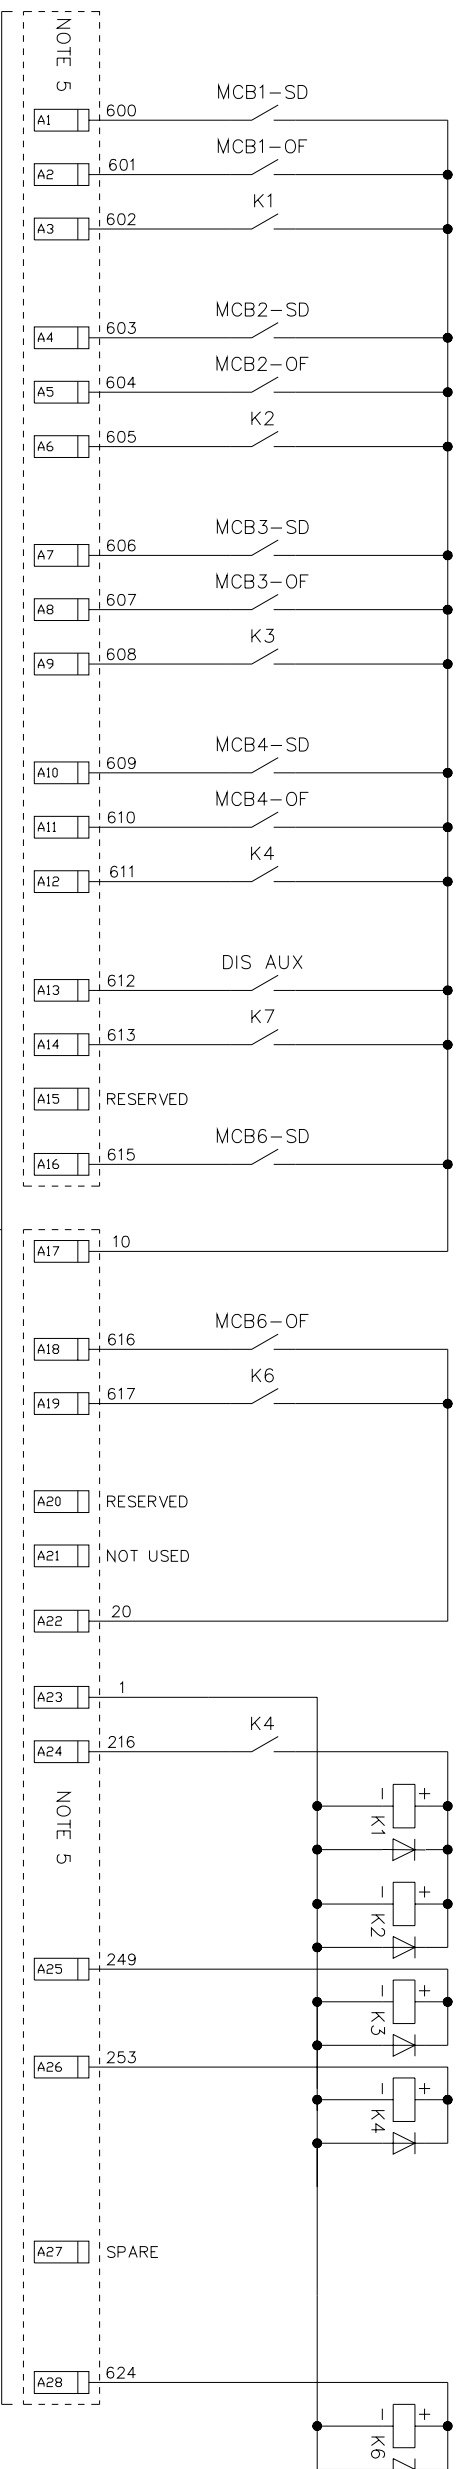 NOTE 5
MCB1-SD
A1 600
MCB1-OF
A2 601
K1
A3 602
MCB2-SD
A4 603
MCB2-OF
A5 604
K2
A6 605
MCB3-SD
A7 606
MCB3-OF
A8 607
K3
A9 608
MCB4-SD
A10 609
MCB4-OF
A11 610
K4
A12 611
DIS AUX
A13 612
K7
A14 613
A15 RESERVED
MCB6-SD
A16 615
A17 10
MCB6-OF
A18 616
K6
A19 617
A20 RESERVED
A21 NOT USED
A22 20
A23 1
K4
A24 216
NOTE 5
- +
K1
- +
K2
A25 249
- +
K3
A26 253
- +
K4
A27 SPARE
A28 624
- +
K6